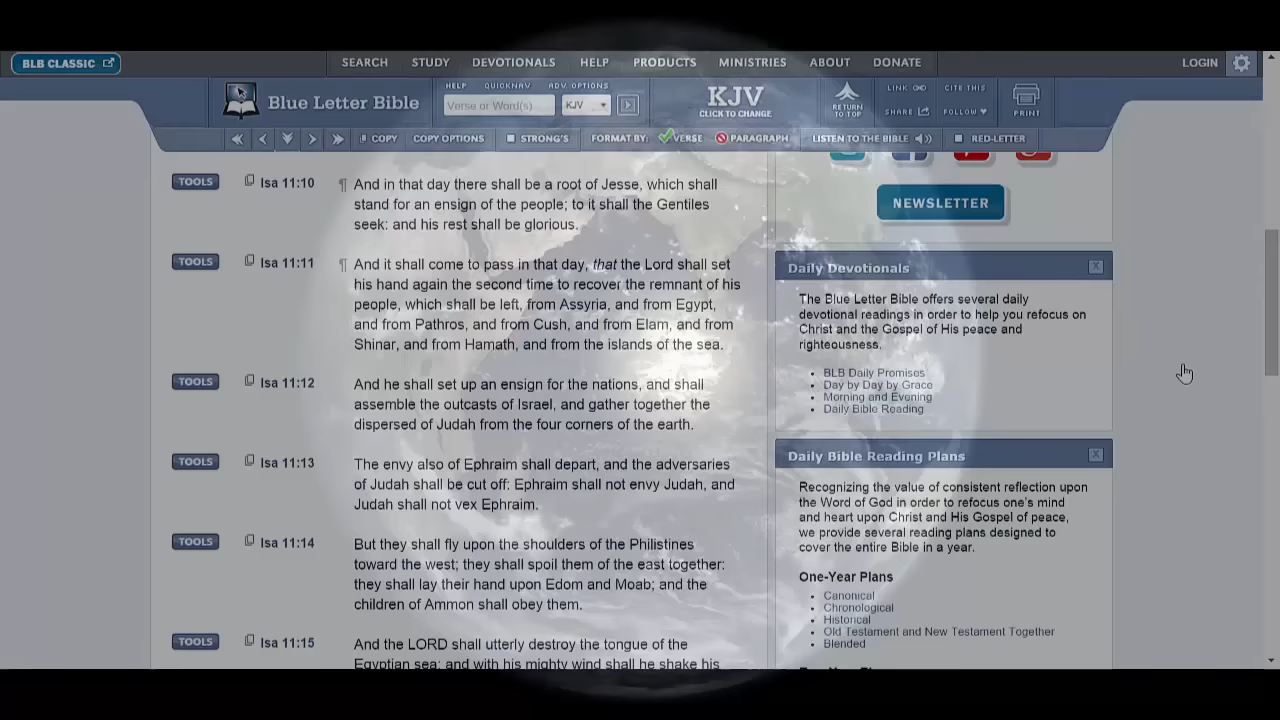 BLB CLASSIC
SEARCH STUDY DEVOTIONALS HELP PRODUCTS MINISTRIES ABOUT DONATE
LOGIN
Blue Letter Bible
HELP QUICKNAV ADV. OPTIONS
Verse or Word(s) KJV
KJV
CLICK TO CHANGE
RETURN
TO TOP
LINK CITE THIS
SHARE FOLLOW
PRINT
COPY COPY OPTIONS STRONG'S FORMAT BY: VERSE PARAGRAPH LISTEN TO THE BIBLE RED-LETTER
TOOLS Isa 11:10 ¶ And in that day there shall be a root of Jesse, which shall
stand for an ensign of the people; to it shall the Gentiles
seek: and his rest shall be glorious.
TOOLS Isa 11:11 ¶ And it shall come to pass in that day, that the Lord shall set
his hand again the second time to recover the remnant of his
people, which shall be left, from Assyria, and from Egypt,
and from Pathros, and from Cush, and from Elam, and from
Shinar, and from Hamath, and from the islands of the sea.
TOOLS Isa 11:12 And he shall set up an ensign for the nations, and shall
assemble the outcasts of Israel, and gather together the
dispersed of Judah from the four corners of the earth.
TOOLS Isa 11:13 The envy also of Ephraim shall depart, and the adversaries
of Judah shall be cut off: Ephraim shall not envy Judah, and
Judah shall not vex Ephraim.
TOOLS Isa 11:14 But they shall fly upon the shoulders of the Philistines
toward the west; they shall spoil them of the east together:
they shall lay their hand upon Edom and Moab; and the
children of Ammon shall obey them.
TOOLS Isa 11:15 And the LORD shall utterly destroy the tongue of the
Egyptian sea; and with his mighty wind shall he shake his
NEWSLETTER
Daily Devotionals
The Blue Letter Bible offers several daily
devotional readings in order to help you refocus on
Christ and the Gospel of His peace and
righteousness.
BLB Daily Promises
Day by Day by Grace
Morning and Evening
Daily Bible Reading
Daily Bible Reading Plans
Recognizing the value of consistent reflection upon
the Word of God in order to refocus one's mind
and heart upon Christ and His Gospel of peace,
we provide several reading plans designed to
cover the entire Bible in a year.
One-Year Plans
Canonical
Chronological
Historical
Old Testament and New Testament Together
Blended